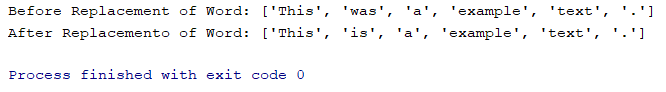 Before Replacement of Word: ['This', 'was', 'a', 'example', 'text', '.']
After Replacemento of Word: ['This', 'is', 'a', 'example', 'text', '.']
Process finished with exit code 0